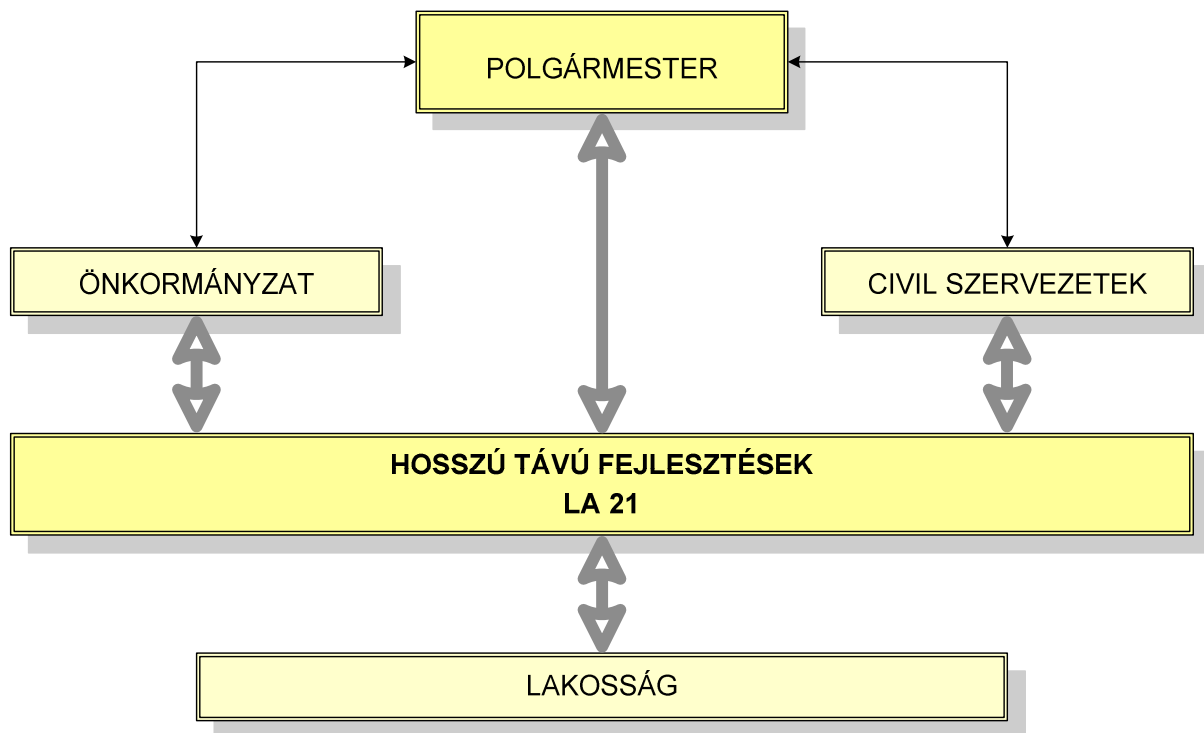 POLGÁRMESTER
ÖNKORMÁNYZAT
CIVIL SZERVEZETEK
HOSSZÚ TÁVÚ FEJLESZTÉSEK
LA 21
LAKOSSÁG